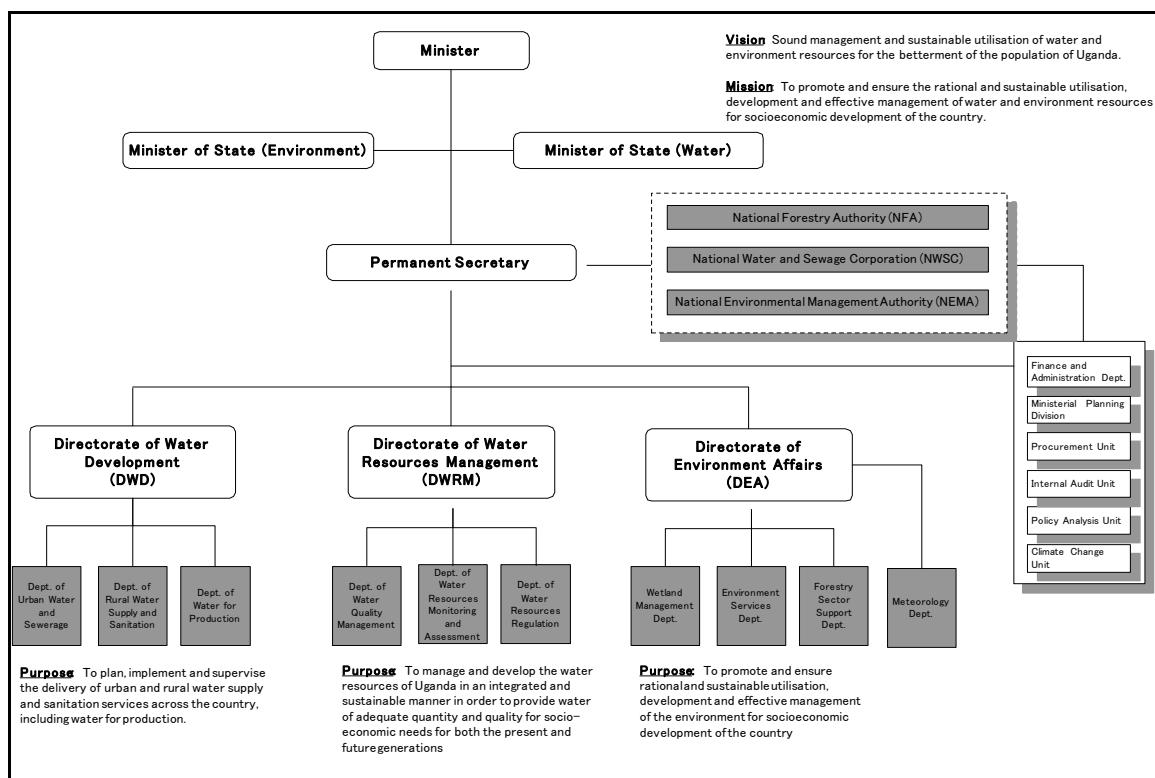 Minister
Vision: Sound management and sustainable utilisation of water and
environment resources for the betterment of the population of Uganda.
Mission: To promote and ensure the rational and sustainable utilisation,
development and effective management of water and environment resources
for socioeconomic development of the country.
Minister of State (Environment)
Minister of State (Water)
Permanent Secretary
National Forestry Authority (NFA)
National Water and Sewage Corporation (NWSC)
National Environmental Management Authority (NEMA)
Finance and
Administration Dept.
Ministerial Planning
Division
Procurement Unit
Internal Audit Unit
Policy Analysis Unit
Climate Change
Unit
Directorate of Water
Development
(DWD)
Directorate of Water
Resources Management
(DWRM)
Directorate of
Environment Affairs
(DEA)
Dept. of
Urban Water
and
Sewerage
Dept. of
Rural Water
Supply and
Sanitation
Dept. of
Water for
Production
Dept. of
Water
Quality
Management
Dept. of
Water
Resources
Monitoring
and
Assessment
Dept. of
Water
Resources
Regulation
Wetland
Management
Dept.
Environment
Services
Dept.
Forestry
Sector
Support
Dept.
Meteorology
Dept.
Purpose: To plan, implement and supervise
the delivery of urban and rural water supply
and sanitation services across the country,
including water for production.
Purpose: To manage and develop the water
resources of Uganda in an integrated and
sustainable manner in order to provide water
of adequate quantity and quality for socio-
economic needs for both the present and
future generations
Purpose: To promote and ensure
rational and sustainable utilisation,
development and effective management
of the environment for socioeconomic
development of the country